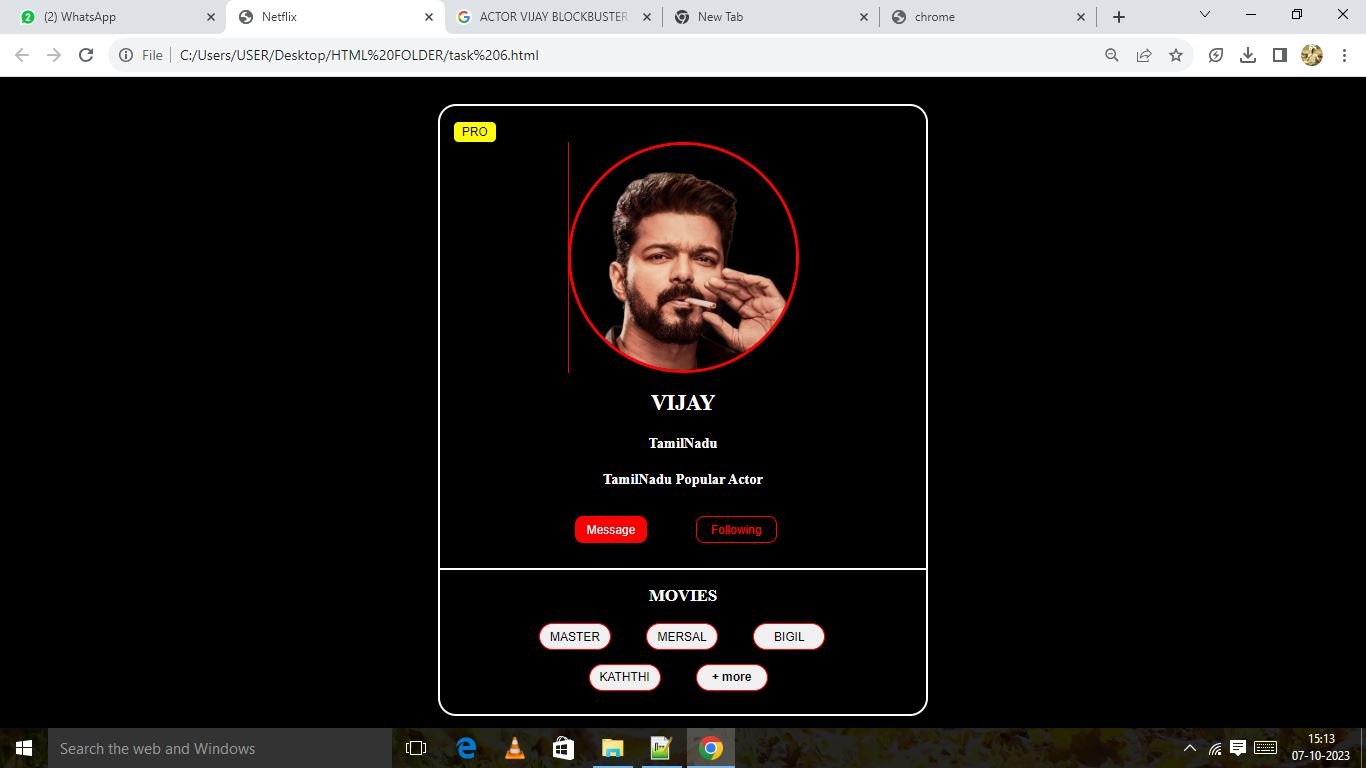 (2) WhatsApp
Netflix
ACTOR VIJAY BLOCKBUSTER
New Tab
chrome
File
C:/Users/USER/Desktop/HTML%20FOLDER/task%206.html
PRO
VIJAY
TamilNadu
TamilNadu Popular Actor
Message Following
MOVIES
MASTER MERSAL BIGIL
KATHTHI + more
Search the web and Windows
15:13
07-10-2023